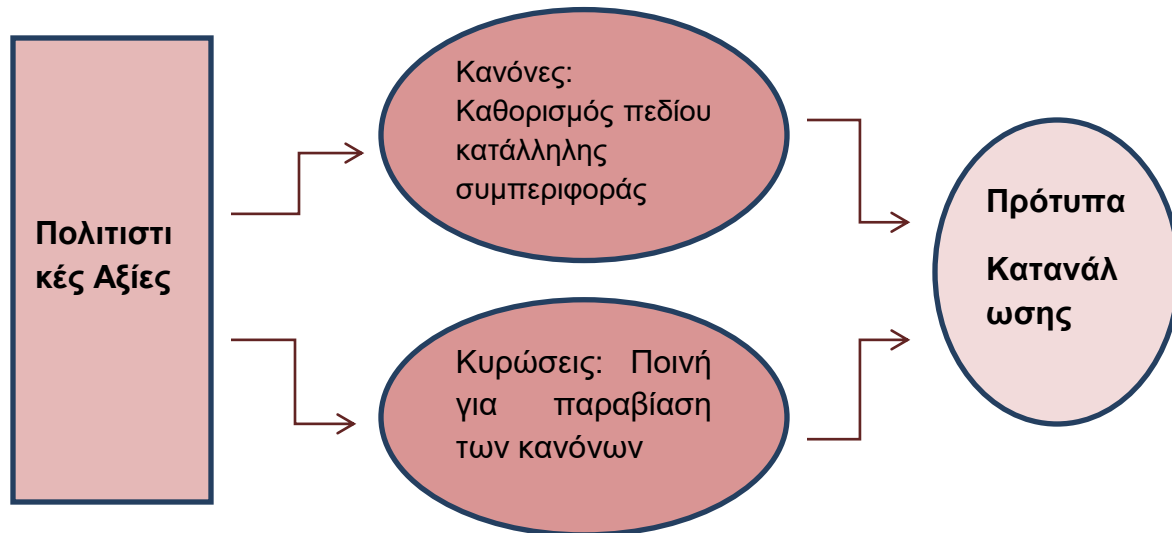 Πολιτιστι
κές Αξίες
Κανόνες:
Καθορισμός πεδίου
κατάλληλης
συμπεριφοράς
Κυρώσεις: Ποινή
για παραβίαση
των κανόνων
Πρότυπα
Κατανάλ
ωσης